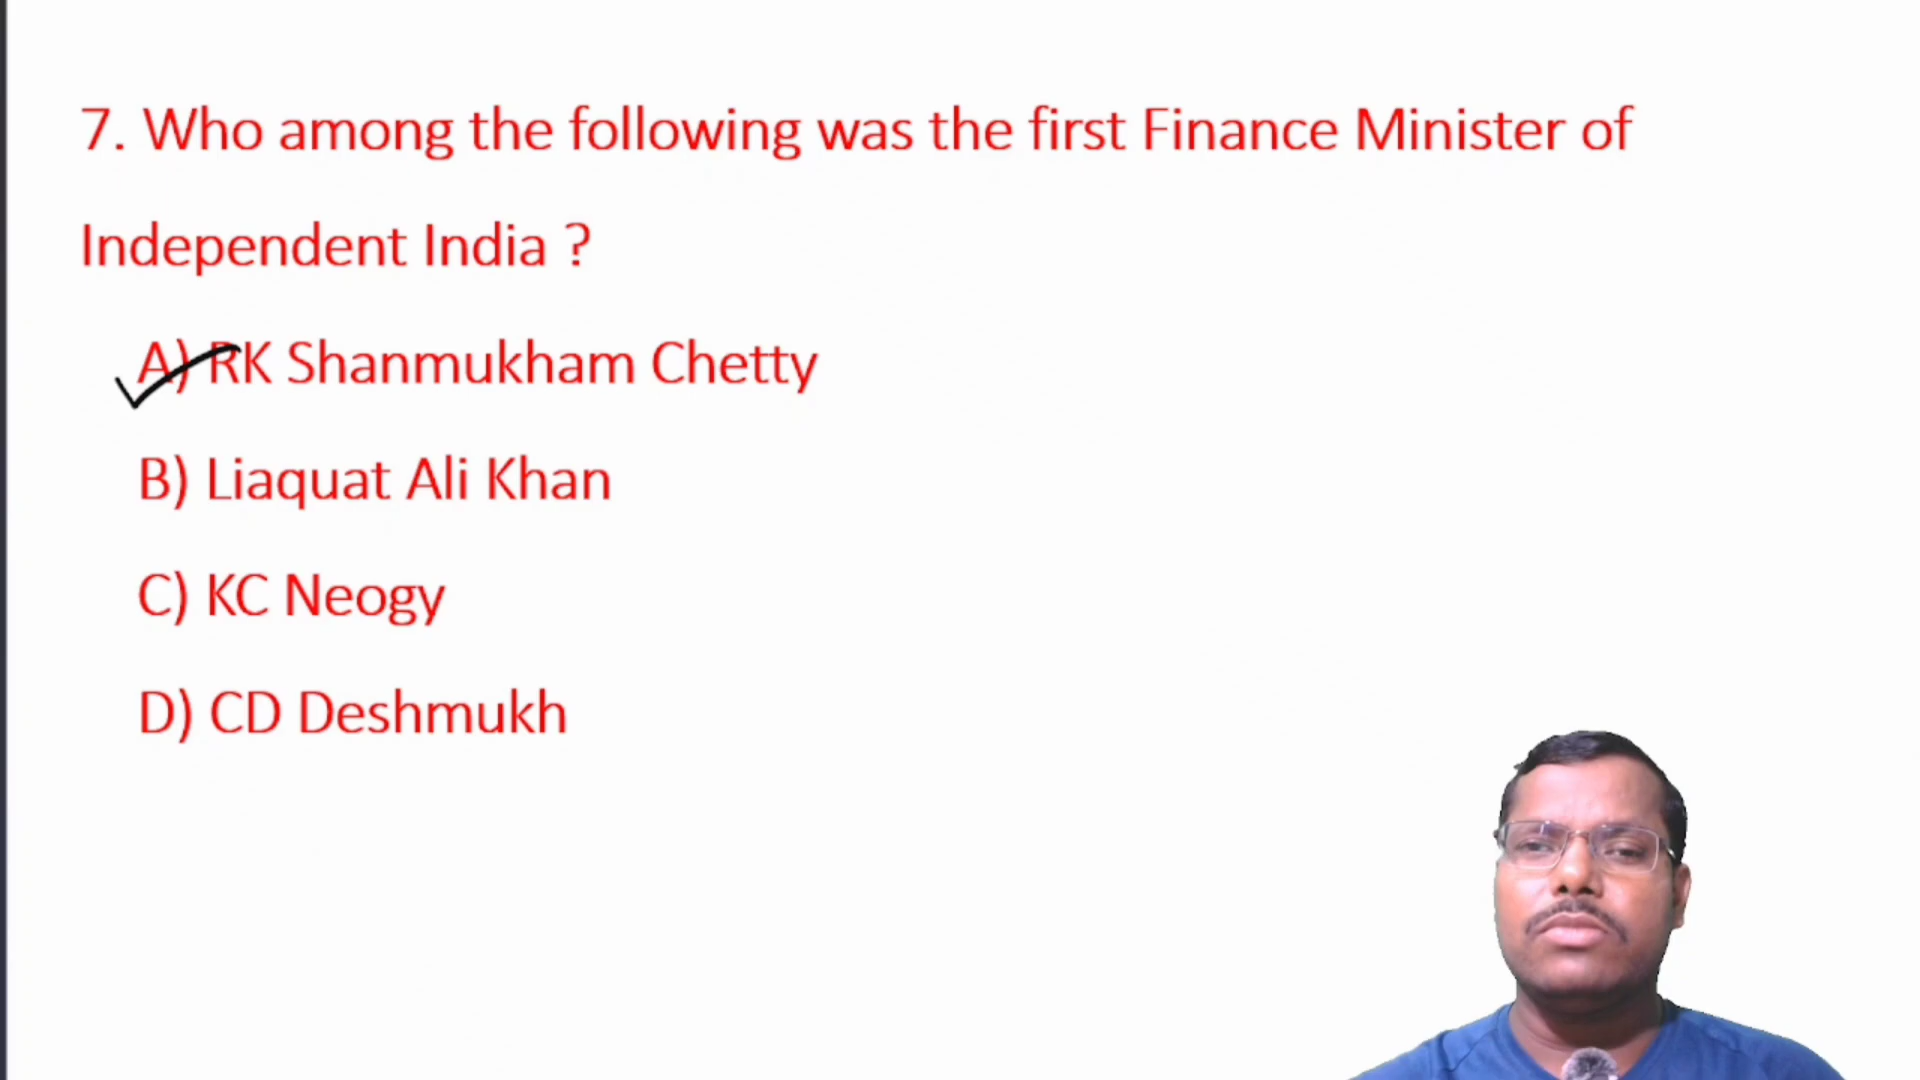 7. Who among the following was the first Finance Minister of
Independent India ?
A) RK Shanmukham Chetty
B) Liaquat Ali Khan
C) KC Neogy
D) CD Deshmukh